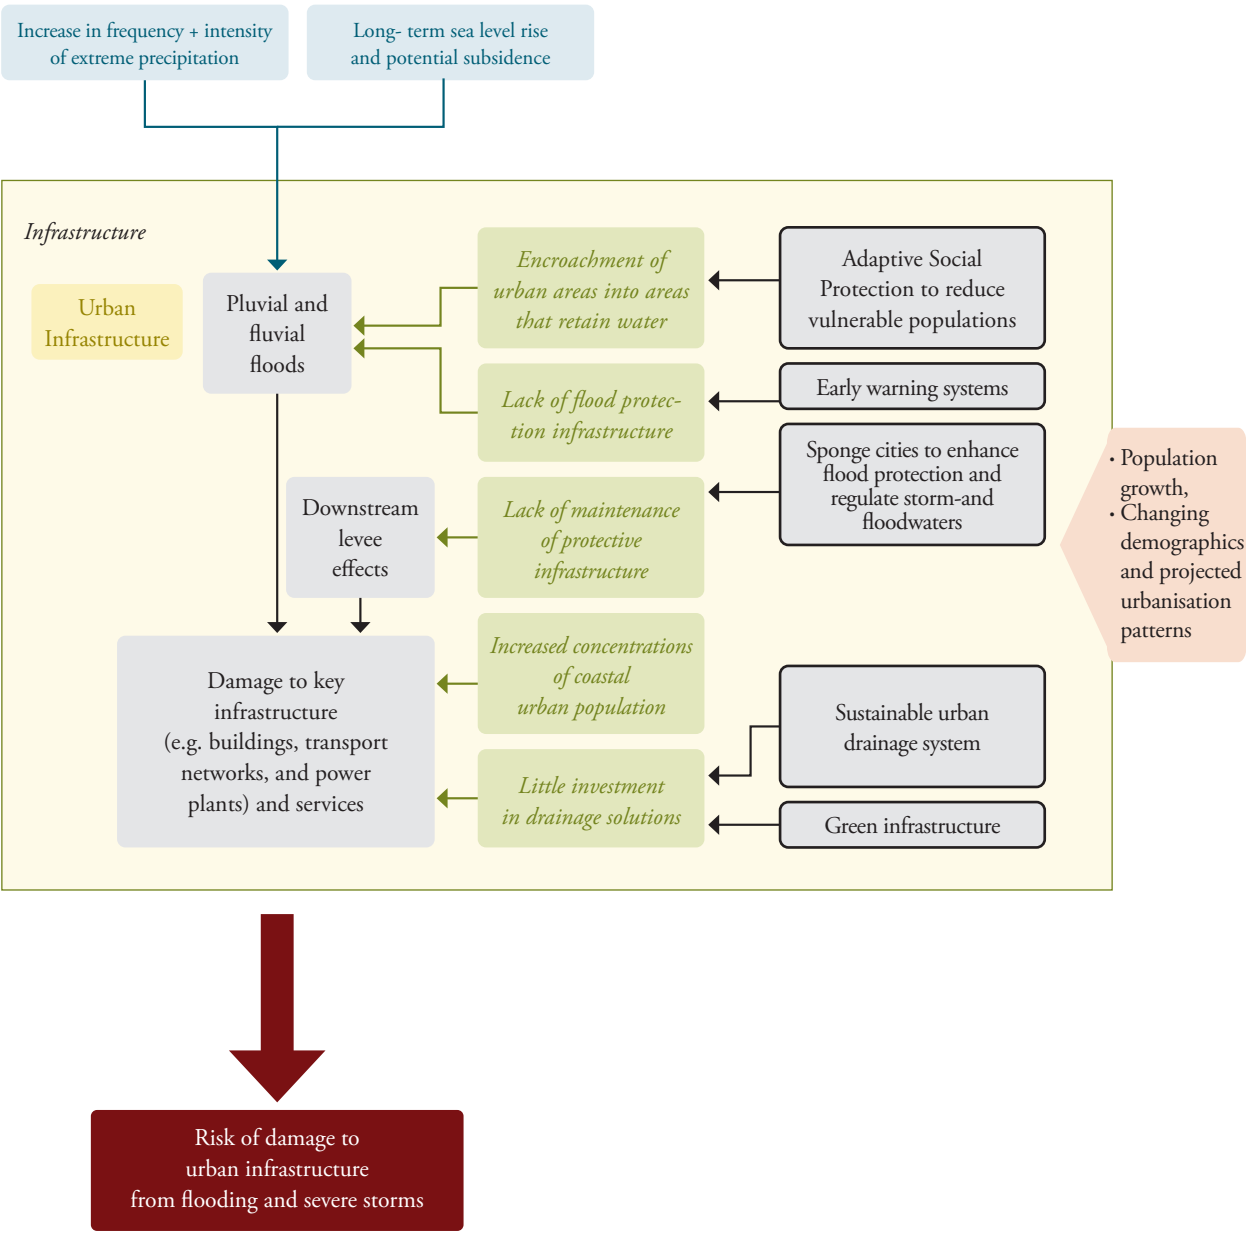 Increase in frequency + intensity
of extreme precipitation
Long- term sea level rise
and potential subsidence
Infrastructure
Urban
Infrastructure
Pluvial and
fluvial
floods
Encroachment of
urban areas into areas
that retain water
Adaptive Social
Protection to reduce
vulnerable populations
Lack of flood protec-
tion infrastructure
Early warning systems
Downstream
levee
effects
Lack of maintenance
of protective
infrastructure
Sponge cities to enhance
flood protection and
regulate storm-and
floodwaters
• Population
growth,
• Changing
demographics
and projected
urbanisation
patterns
Damage to key
infrastructure
(e.g. buildings, transport
networks, and power
plants) and services
Increased concentrations
of coastal
urban population
Little investment
in drainage solutions
Sustainable urban
drainage system
Green infrastructure
Risk of damage to
urban infrastructure
from flooding and severe storms